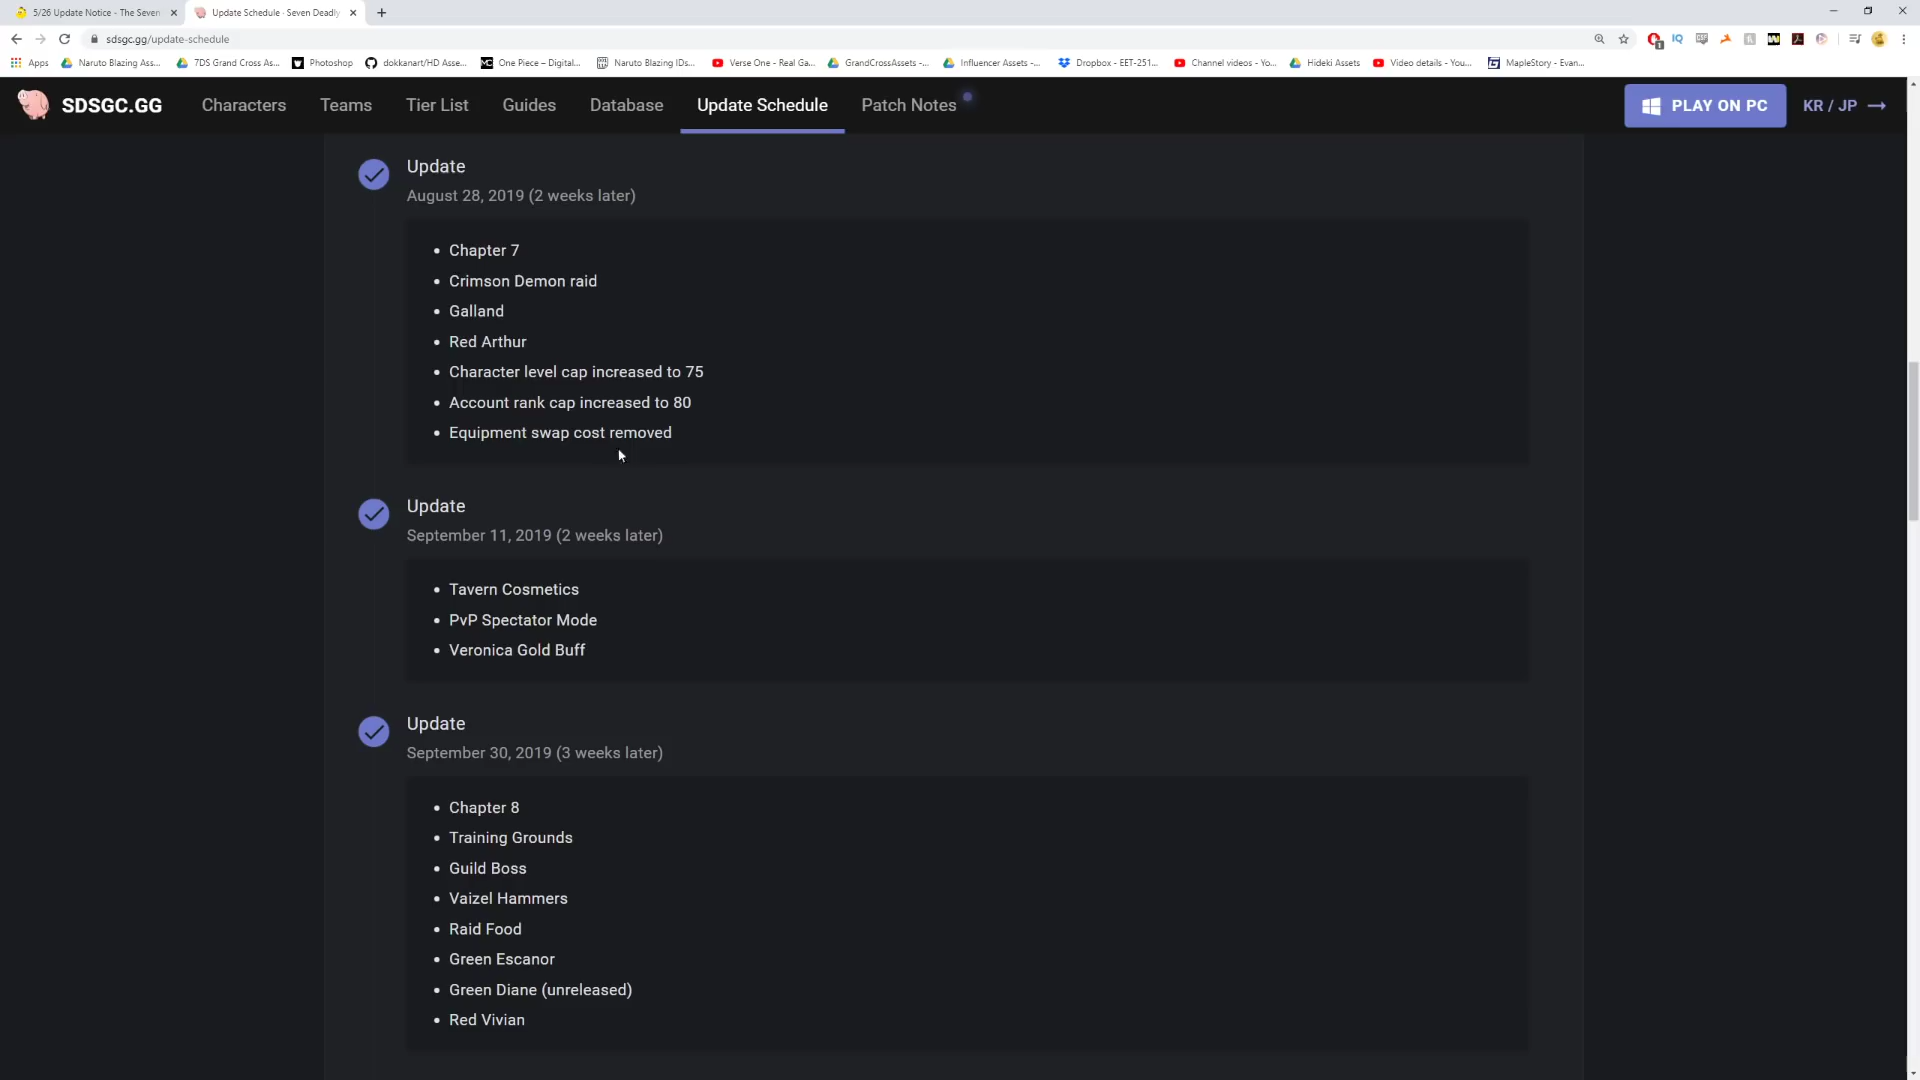 5/26 Update Notice - The Seven
Update Schedule · Seven Deadly
sdsgc.gg/update-schedule
Apps
Naruto Blazing Ass...
7DS Grand Cross As...
Photoshop
dokkanart/HD Asse...
One Piece – Digital...
Naruto Blazing IDs...
Verse One - Real Ga...
GrandCrossAssets -...
Influencer Assets -...
Dropbox - EET-251...
Channel videos - Yo...
Hideki Assets
Video details - You...
MapleStory - Evan...
SDSGC.GG
Characters
Teams
Tier List
Guides
Database
Update Schedule
Patch Notes
PLAY ON PC
KR / JP →
Update
August 28, 2019 (2 weeks later)
• Chapter 7
• Crimson Demon raid
• Galland
• Red Arthur
• Character level cap increased to 75
• Account rank cap increased to 80
• Equipment swap cost removed
Update
September 11, 2019 (2 weeks later)
• Tavern Cosmetics
• PvP Spectator Mode
• Veronica Gold Buff
Update
September 30, 2019 (3 weeks later)
• Chapter 8
• Training Grounds
• Guild Boss
• Vaizel Hammers
• Raid Food
• Green Escanor
• Green Diane (unreleased)
• Red Vivian